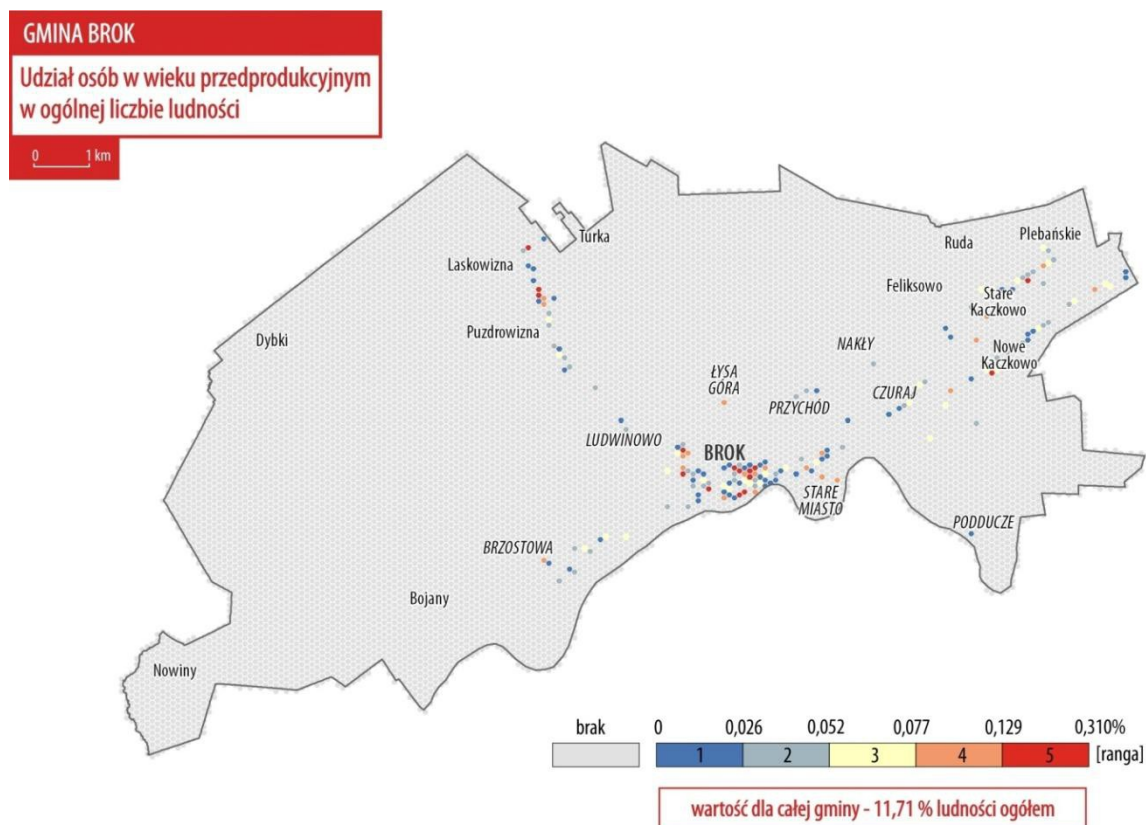 GMINA BROK
Udział osób w wieku przedprodukcyjnym
w ogólnej liczbie ludności
0 1 km
Turka
Ruda
Plebańskie
Laskowizna
Feliksowo
Stare
Kaczkowo
Puzdrowizna
Dybki
NAKŁY
Nowe
Kaczkowo
ŁYSA
GÓRA
PRZYCHÓD
CZURAJ
LUDWINOWO
BROK
STARE
MIASTO
PODDUCZE
BRZOSTOWA
Bojany
Nowiny
brak 0 0,026 0,052 0,077 0,129 0,310%
1 2 3 4 5 [ranga]
wartość dla całej gminy - 11,71 % ludności ogółem